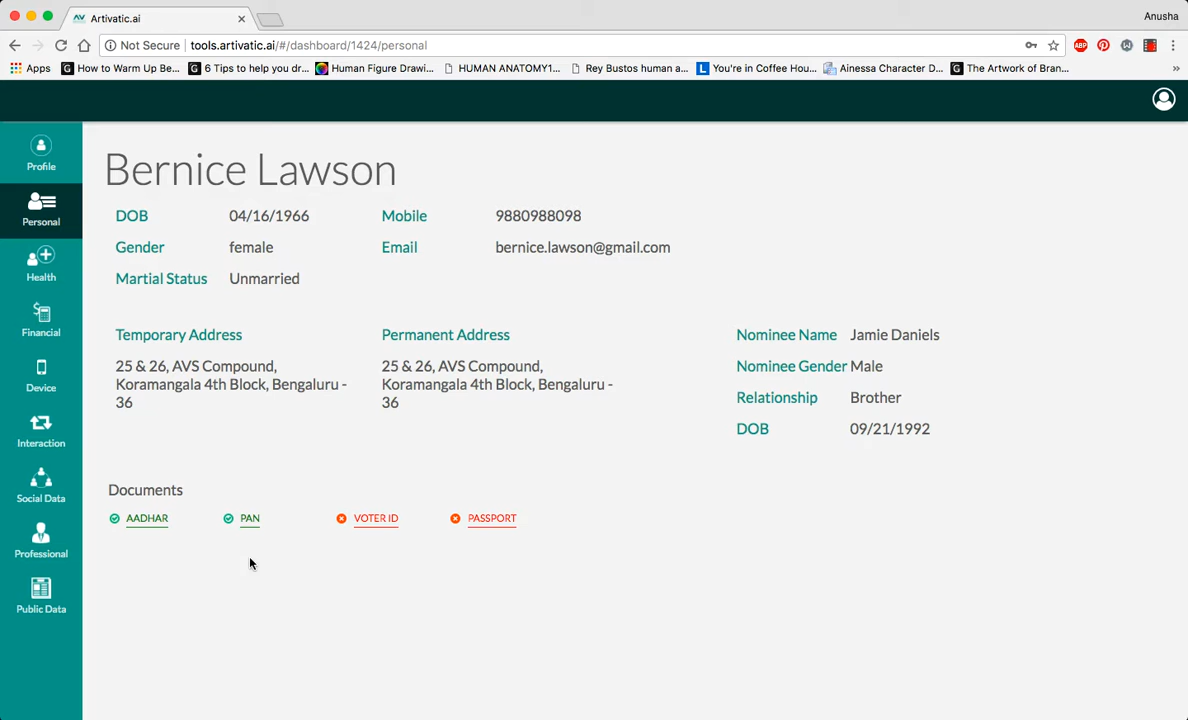 Artivatic.ai
Anusha
Not Secure tools.artivatic.ai/#/dashboard/1424/personal
Apps How to Warm Up Be... 6 Tips to help you dr... Human Figure Drawi... HUMAN ANATOMY1... Rey Bustos human a... You're in Coffee Hou... Ainessa Character D... The Artwork of Bran... »
Profile
Personal
Health
Financial
Device
Interaction
Social Data
Professional
Public Data
Bernice Lawson
DOB 04/16/1966 Mobile 9880988098
Gender female Email bernice.lawson@gmail.com
Martial Status Unmarried
Temporary Address
25 & 26, AVS Compound,
Koramangala 4th Block, Bengaluru -
36
Permanent Address
25 & 26, AVS Compound,
Koramangala 4th Block, Bengaluru -
36
Nominee Name Jamie Daniels
Nominee Gender Male
Relationship Brother
DOB 09/21/1992
Documents
AADHAR PAN VOTER ID PASSPORT